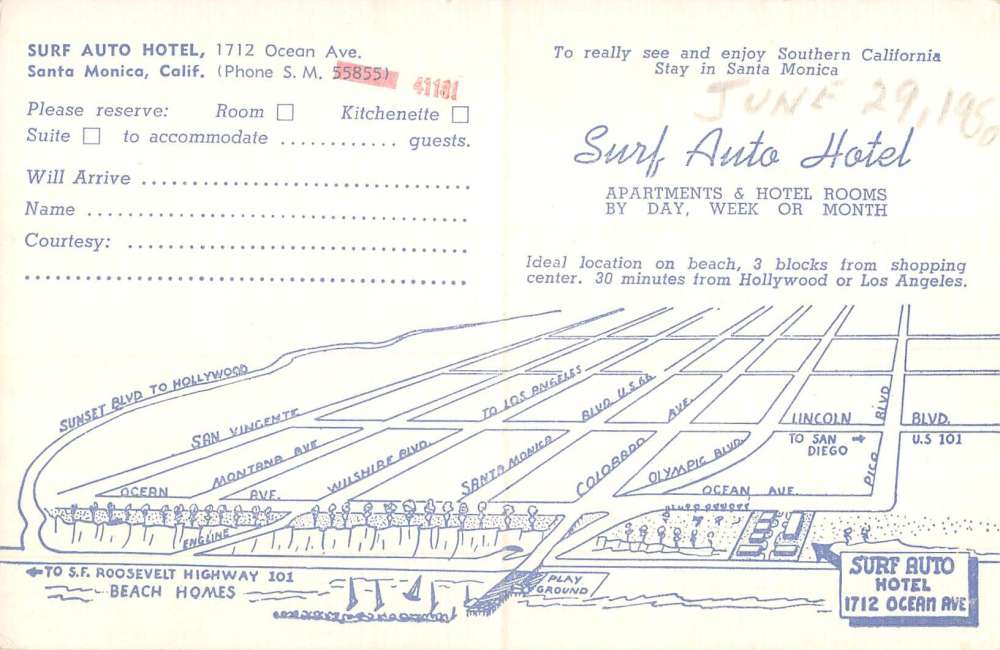 SURF AUTO HOTEL, 1712 Ocean Ave.
Santa Monica, Calif. (Phone S. M. 55855)
41131
Please reserve: Room □ Kitchenette □
Suite □ to accommodate ............ guests.
Will Arrive ..................................
Name .......................................
Courtesy: ...................................
..............................................
To really see and enjoy Southern California
Stay in Santa Monica
JUNE 29, 1950
Surf Auto Hotel
APARTMENTS & HOTEL ROOMS
BY DAY, WEEK OR MONTH
Ideal location on beach, 3 blocks from shopping
center. 30 minutes from Hollywood or Los Angeles.
SUNSET BLVD TO HOLLYWOOD
SAN VINCENTE
MONTANA AVE
WILSHIRE BLVD.
TO LOS ANGELES
SANTA MONICA
BLVD U.S. 66
COLORADO
AVE.
OLYMPIC BLVD.
LINCOLN BLVD.
TO SAN DIEGO
U.S 101
PICO BLVD
OCEAN AVE.
OCEAN AVE.
ENGLINE
TO S.F. ROOSEVELT HIGHWAY 101
BEACH HOMES
PLAY
GROUND
SURF AUTO
HOTEL
1712 OCEAN AVE